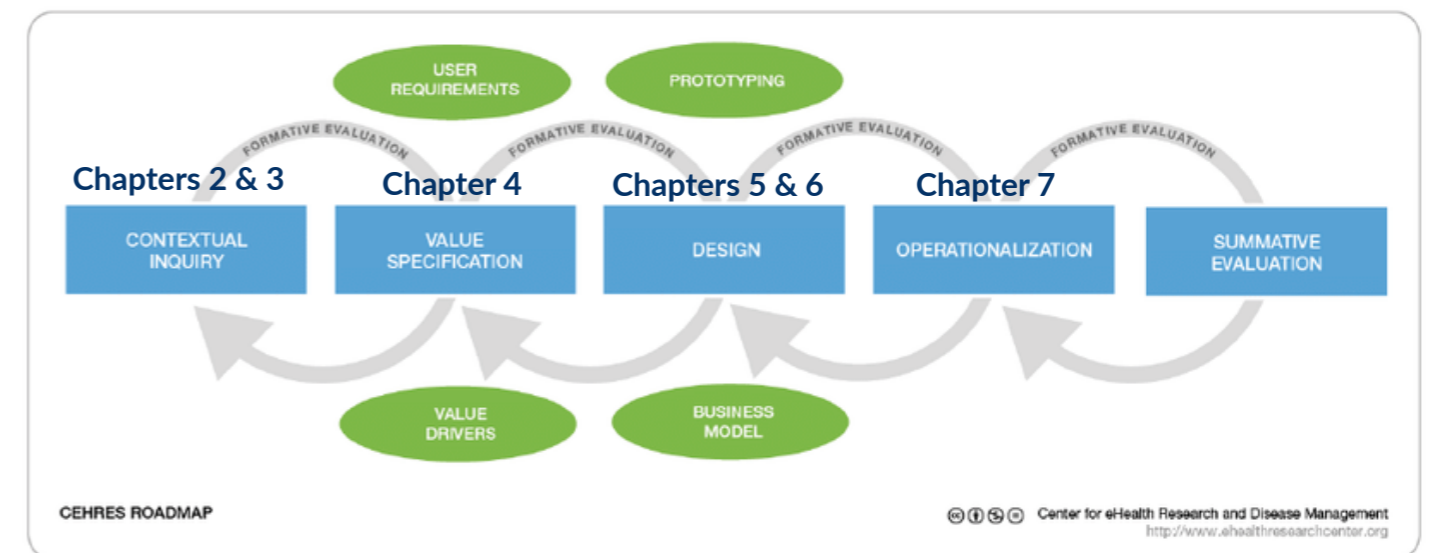 USER
REQUIREMENTS
PROTOTYPING
FORMATIVE EVALUATION
FORMATIVE EVALUATION
FORMATIVE EVALUATION
FORMATIVE EVALUATION
Chapters 2 & 3
Chapter 4
Chapters 5 & 6
Chapter 7
CONTEXTUAL
INQUIRY
VALUE
SPECIFICATION
DESIGN
OPERATIONALIZATION
SUMMATIVE
EVALUATION
VALUE
DRIVERS
BUSINESS
MODEL
CEHRES ROADMAP
Center for eHealth Research and Disease Management
http://www.ehealthresearchcenter.org